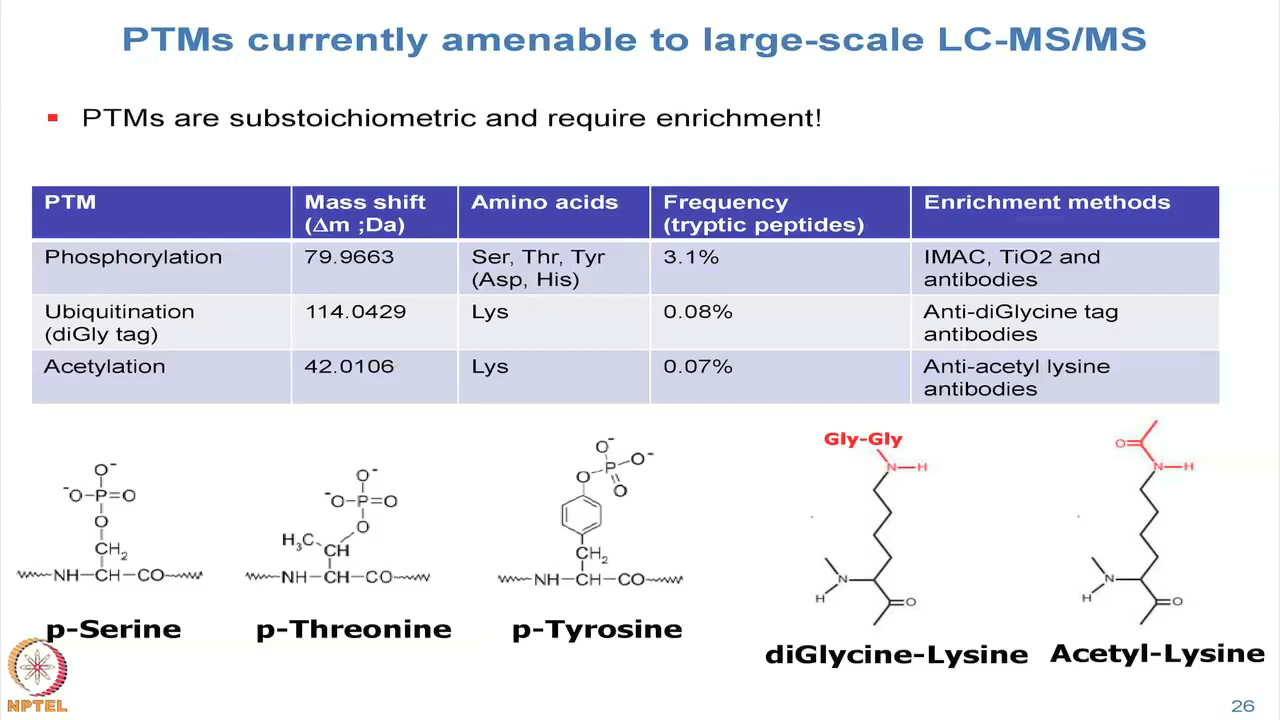 PTMs currently amenable to large-scale LC-MS/MS
PTMs are substoichiometric and require enrichment!
PTM
Mass shift
(Δm ;Da)
Amino acids
Frequency
(tryptic peptides)
Enrichment methods
Phosphorylation
79.9663
Ser, Thr, Tyr
(Asp, His)
3.1%
IMAC, TiO2 and
antibodies
Ubiquitination
(diGly tag)
114.0429
Lys
0.08%
Anti-diGlycine tag
antibodies
Acetylation
42.0106
Lys
0.07%
Anti-acetyl lysine
antibodies
O⁻
⁻O-P=O
O
CH₂
NH-CH-CO
p-Serine
O⁻
⁻O-P=O
O
H₃C
CH
NH-CH-CO
p-Threonine
O⁻
O-P-O⁻
O
CH₂
NH-CH-CO
p-Tyrosine
Gly-Gly
N-H
N
H
O
diGlycine-Lysine
O
N-H
N
H
O
Acetyl-Lysine
NPTEL
26